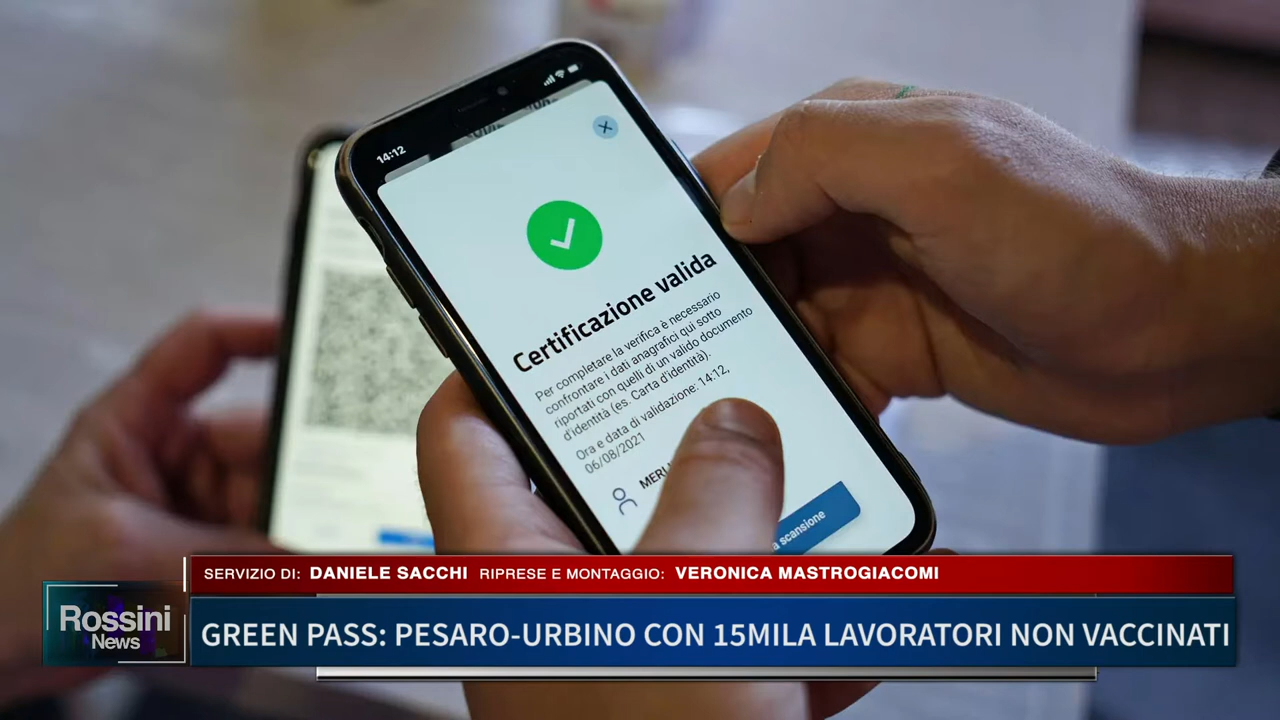 14:12
Certificazione valida
Per completare la verifica è necessario
confrontare i dati anagrafici qui sotto
riportati con quelli di un valido documento
d'identità (es. Carta d'identità).
Ora e data di validazione: 14:12,
06/08/2021
scansione
SERVIZIO DI: DANIELE SACCHI RIPRESE E MONTAGGIO: VERONICA MASTROGIACOMI
Rossini
News
GREEN PASS: PESARO-URBINO CON 15MILA LAVORATORI NON VACCINATI